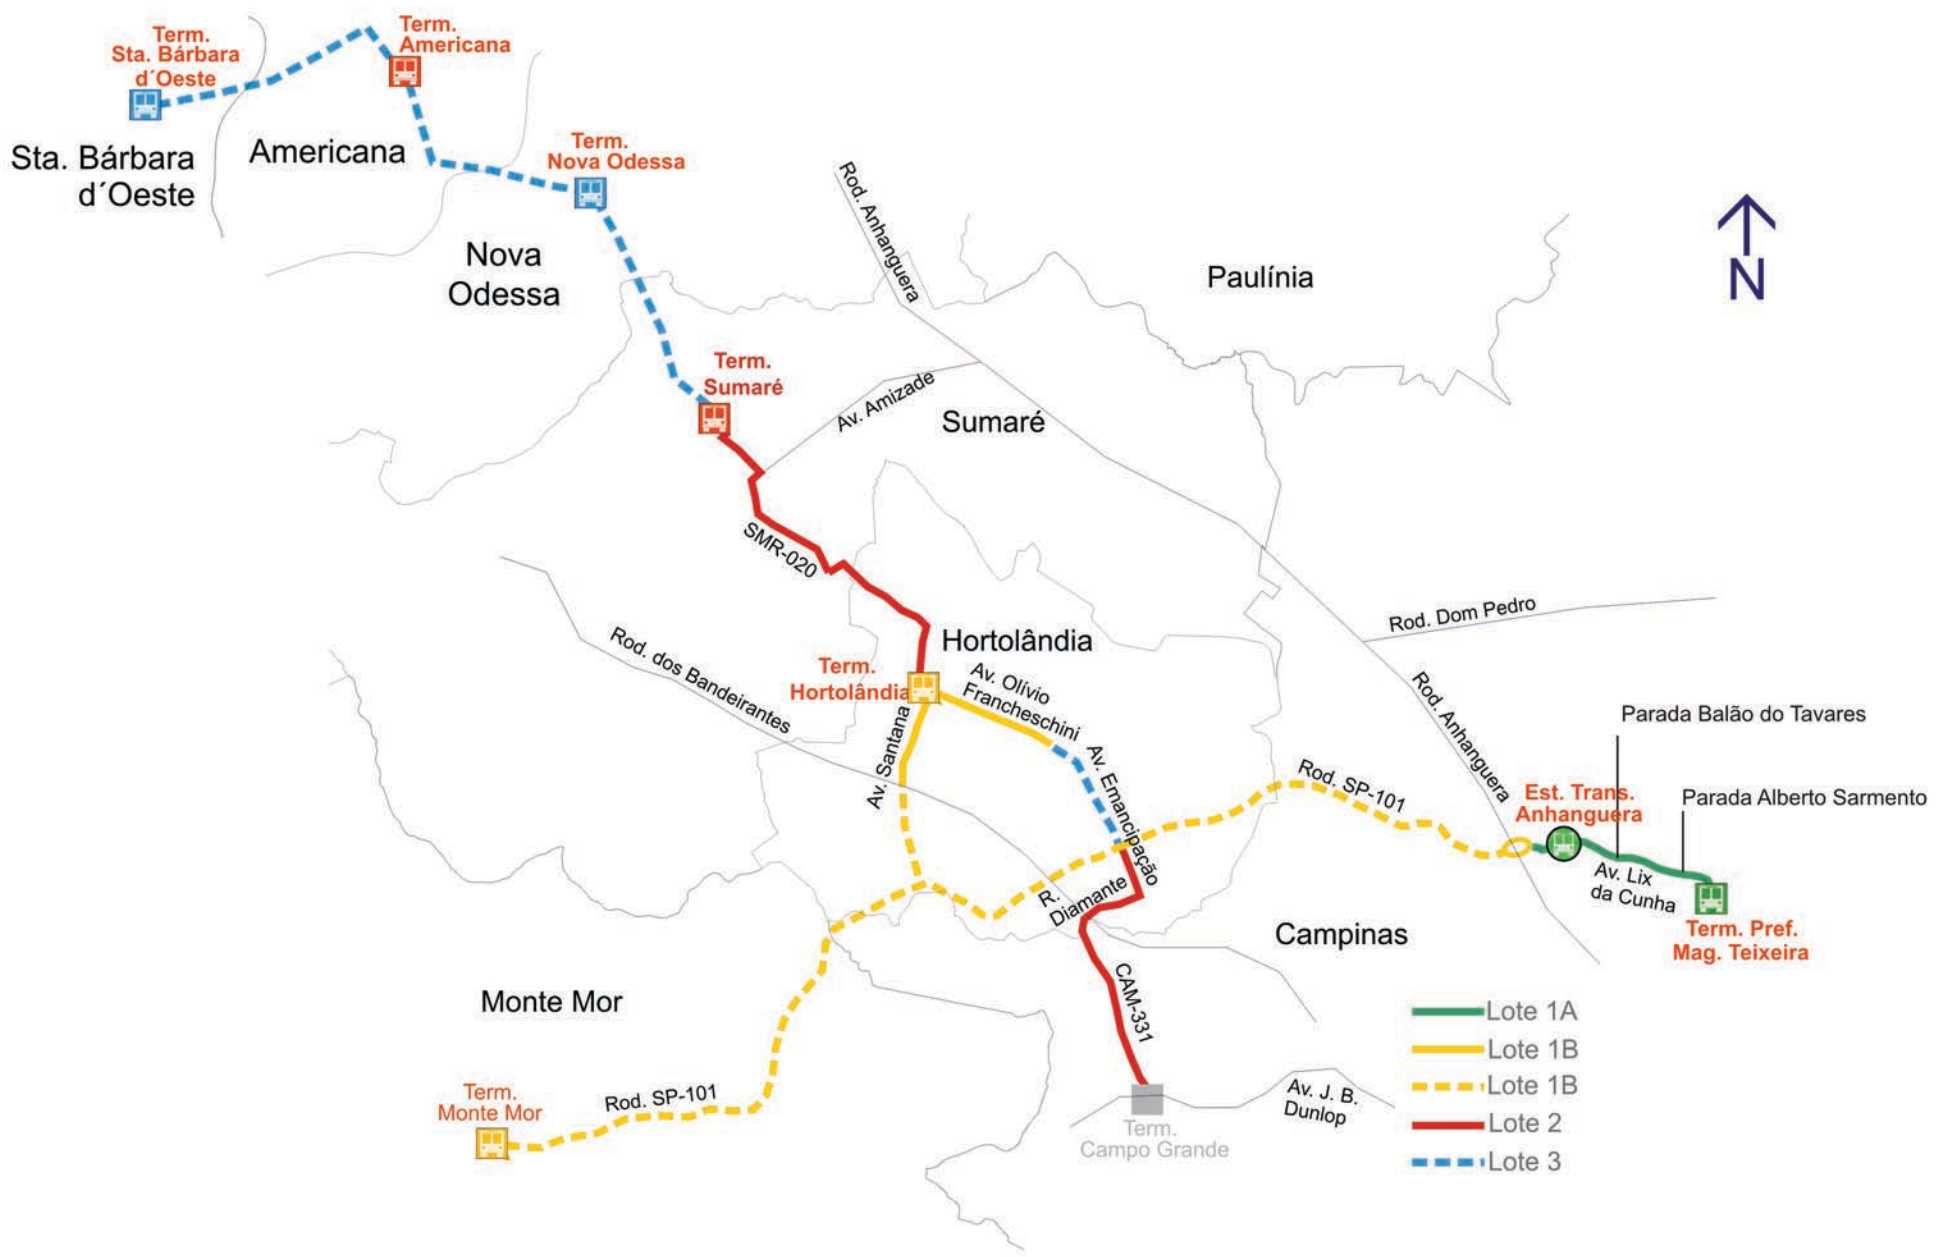 Term.
Sta. Bárbara
d´Oeste
Term.
Americana
Sta. Bárbara
d´Oeste
Americana
Term.
Nova Odessa
Nova
Odessa
Rod. Anhanguera
Paulínia
N
Term.
Sumaré
Av. Amizade
Sumaré
SMR-020
Rod. Dom Pedro
Hortolândia
Rod. dos Bandeirantes
Term.
Hortolândia
Av. Olívio
Francheschini
Rod. Anhanguera
Av. Santana
Av. Emancipação
Parada Balão do Tavares
Rod. SP-101
Est. Trans.
Anhanguera
Parada Alberto Sarmento
R.
Diamante
Av. Lix
da Cunha
Term. Pref.
Mag. Teixeira
Campinas
CAM-331
Monte Mor
Term.
Monte Mor
Rod. SP-101
Term.
Campo Grande
Av. J. B.
Dunlop
Lote 1A
Lote 1B
Lote 1B
Lote 2
Lote 3